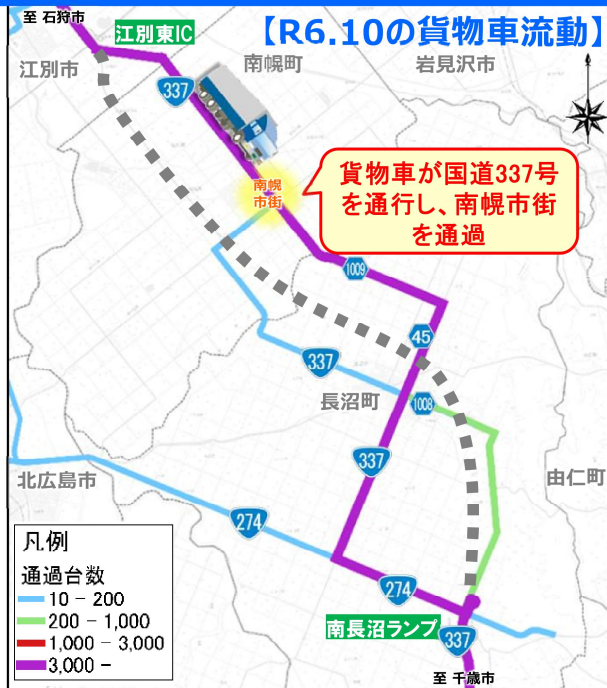 【R6.10の貨物車流動】
至 石狩市
江別東IC
江別市
南幌町
岩見沢市
337
南幌
市街
貨物車が国道337号
を通行し、南幌市街
を通過
1009
45
337
長沼町
1008
337
北広島市
由仁町
274
凡例
通過台数
10 - 200
200 - 1,000
1,000 - 3,000
3,000 -
274
南長沼ランプ
337
至 千歳市